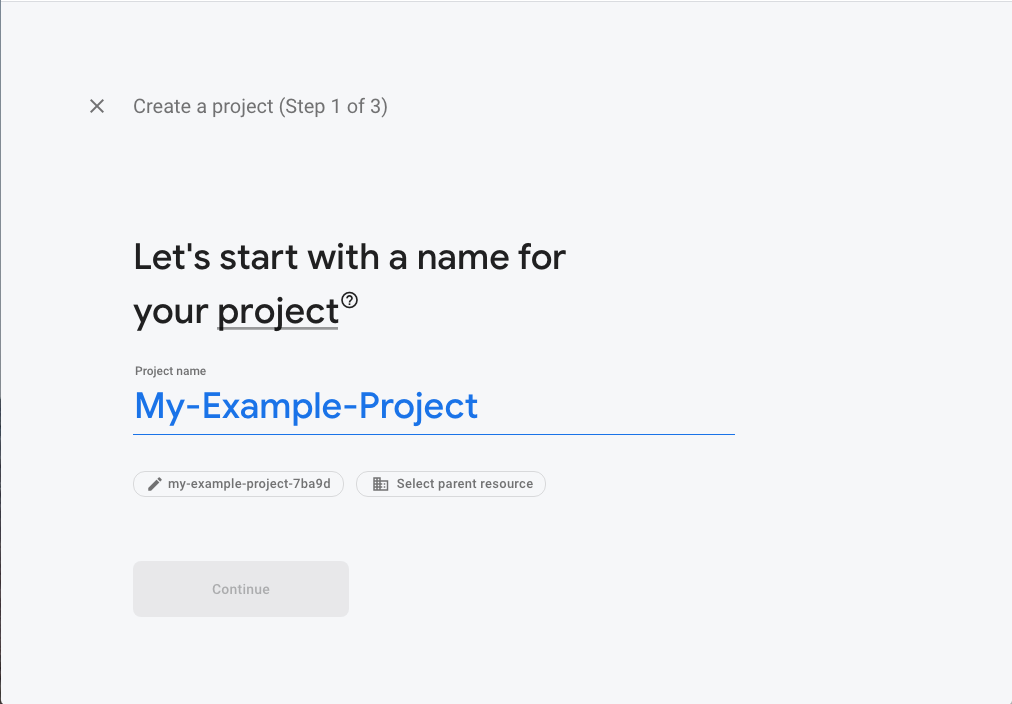 Create a project (Step 1 of 3)
Let's start with a name for
your project
Project name
My-Example-Project
my-example-project-7ba9d
Select parent resource
Continue